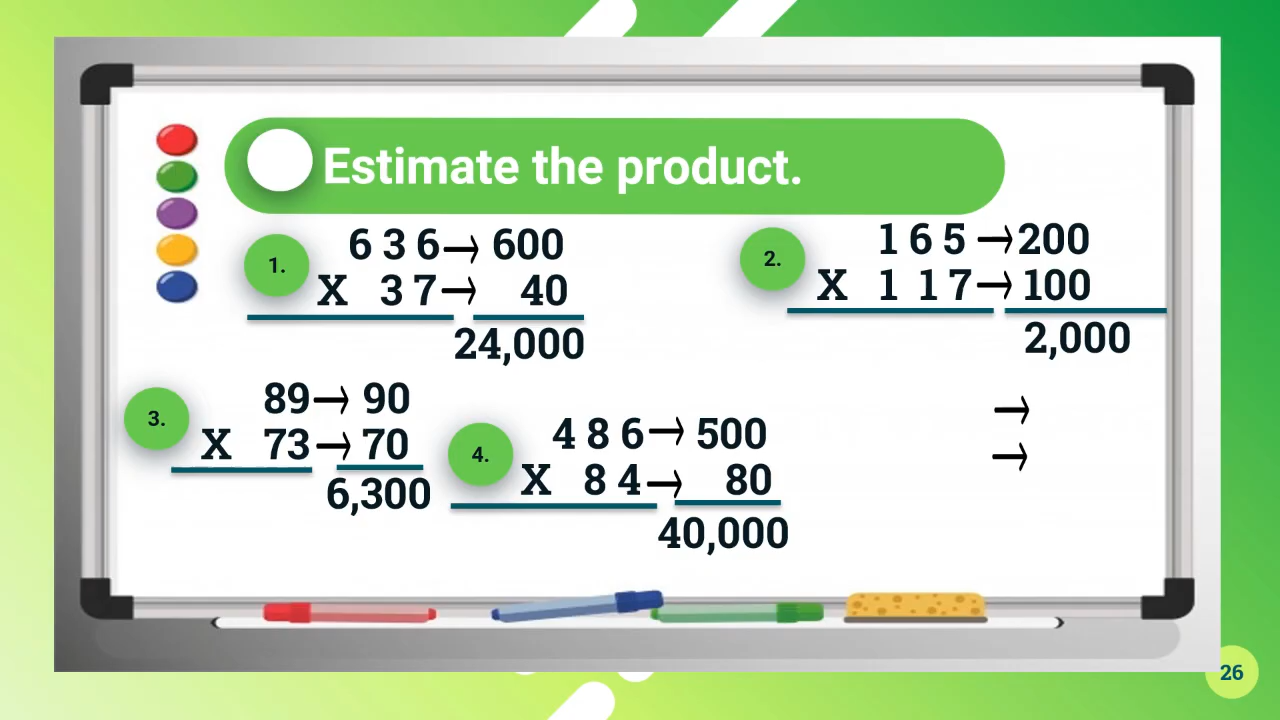 Estimate the product.
1.
6 3 6→ 600
X 3 7→ 40
24,000
2.
1 6 5 →200
X 1 1 7→ 100
2,000
3.
89→ 90
X 73→ 70
6,300
4.
4 8 6→ 500
X 8 4→ 80
40,000
→
→
26